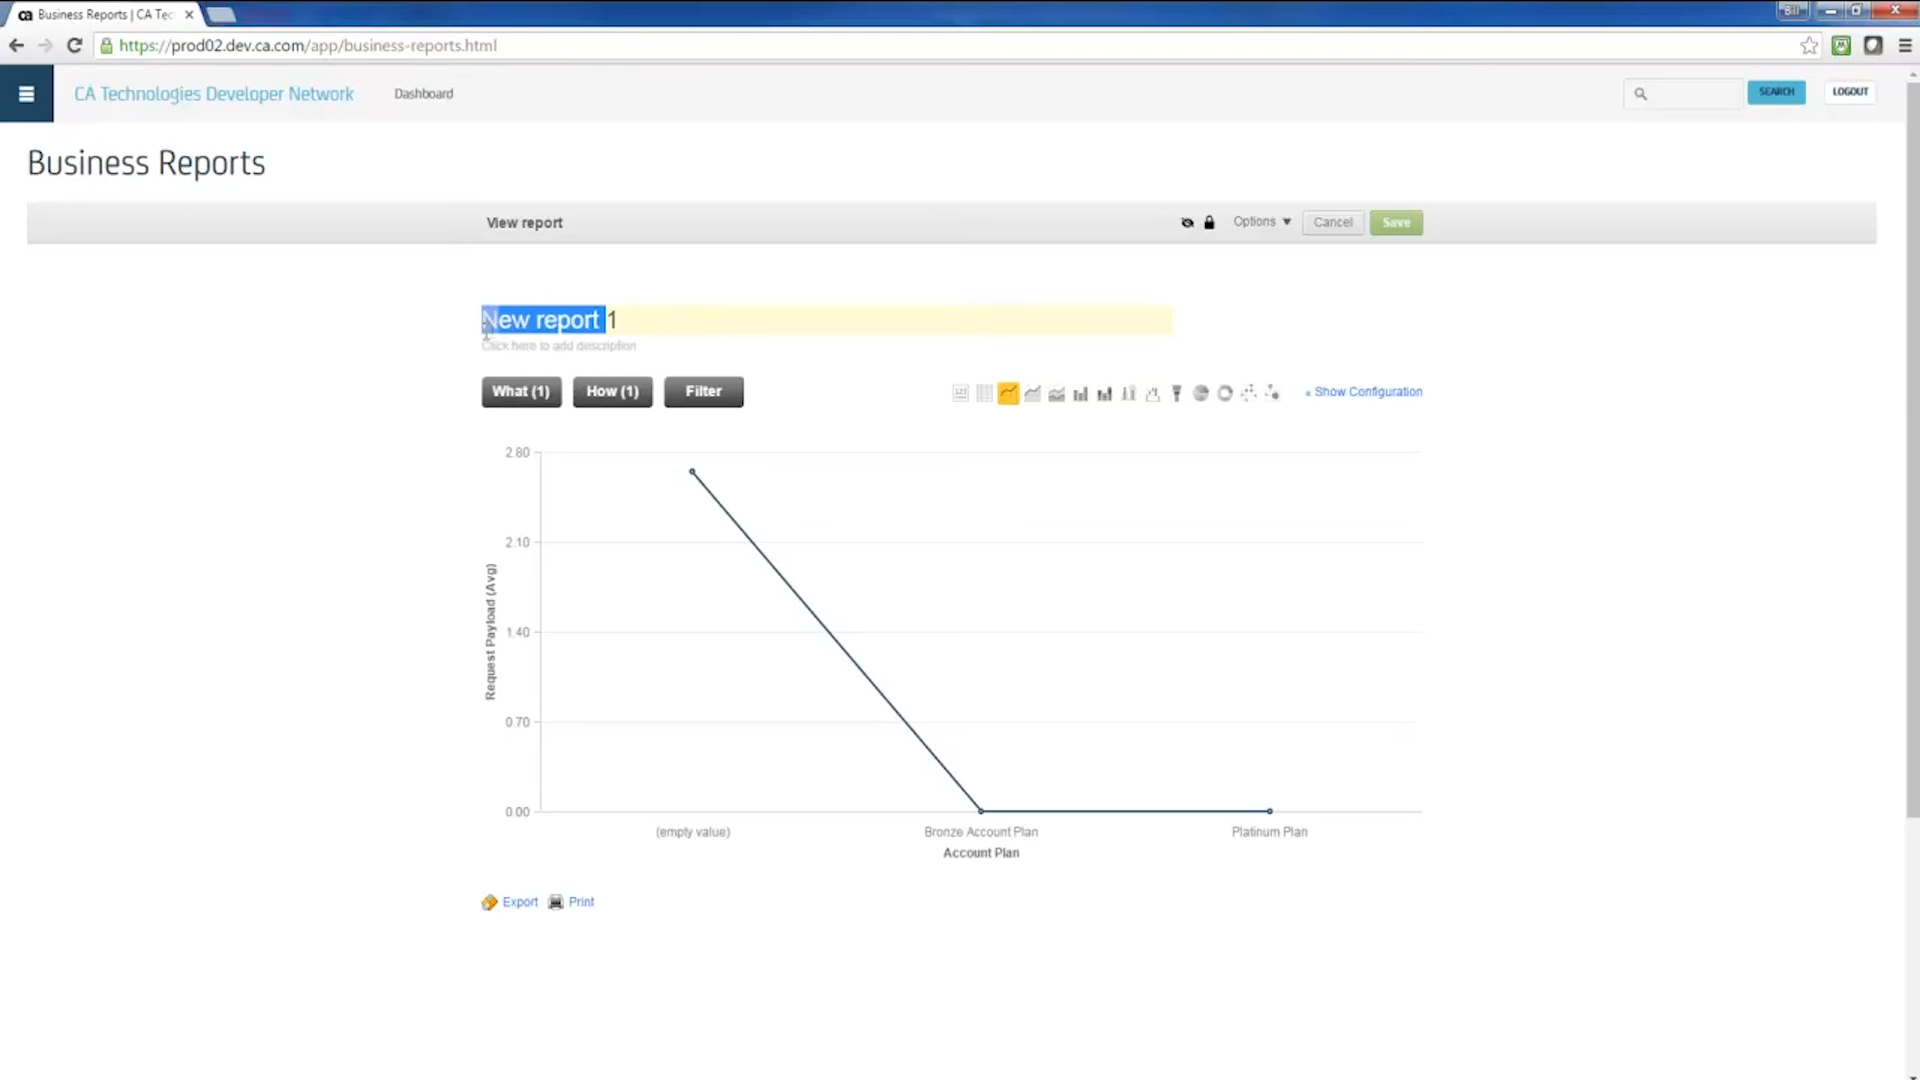 Business Reports | CA Tec
Bill
https://prod02.dev.ca.com/app/business-reports.html
CA Technologies Developer Network
Dashboard
SEARCH
LOGOUT
Business Reports
View report
Options
Cancel
Save
New report 1
Click here to add description
What (1)
How (1)
Filter
« Show Configuration
2.80
2.10
1.40
0.70
0.00
Request Payload (Avg)
(empty value)
Bronze Account Plan
Platinum Plan
Account Plan
Export
Print